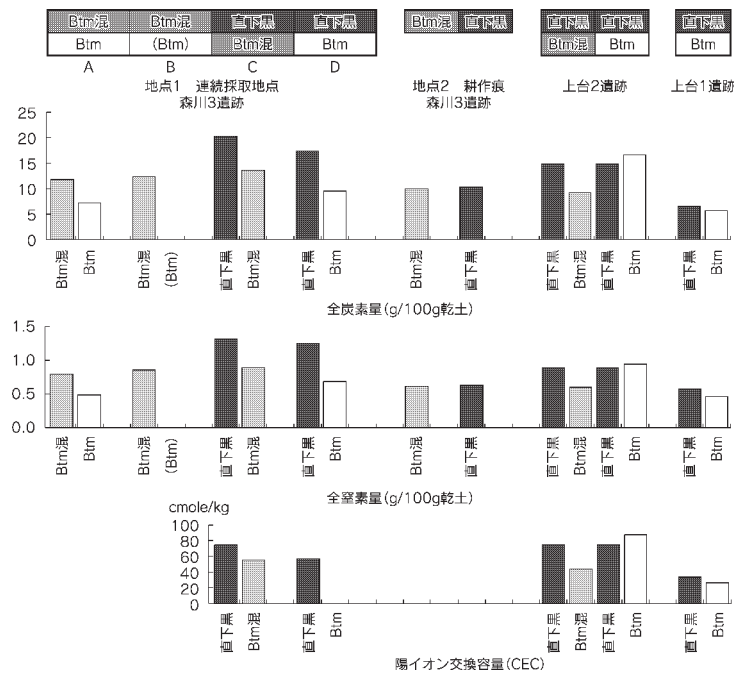 Btm混 Btm混 直下黒 直下黒 Btm混 直下黒 直下黒 直下黒 直下黒
Btm (Btm) Btm混 Btm Btm混 Btm Btm
A B C D
地点1 連続採取地点 地点2 耕作痕 上台2遺跡 上台1遺跡
森川3遺跡 森川3遺跡
25
20
15
10
5
0
Btm混 Btm Btm混 (Btm) 直下黒 Btm混 直下黒 Btm Btm混 直下黒 直下黒 Btm混 直下黒 Btm 直下黒 Btm
全炭素量(g/100g乾土)
1.5
1.0
0.5
0.0
Btm混 Btm Btm混 (Btm) 直下黒 Btm混 直下黒 Btm Btm混 直下黒 直下黒 Btm混 直下黒 Btm 直下黒 Btm
全窒素量(g/100g乾土)
cmole/kg
100
80
60
40
20
0
直下黒 Btm混 直下黒 Btm 直下黒 Btm混 直下黒 Btm 直下黒 Btm
陽イオン交換容量(CEC)